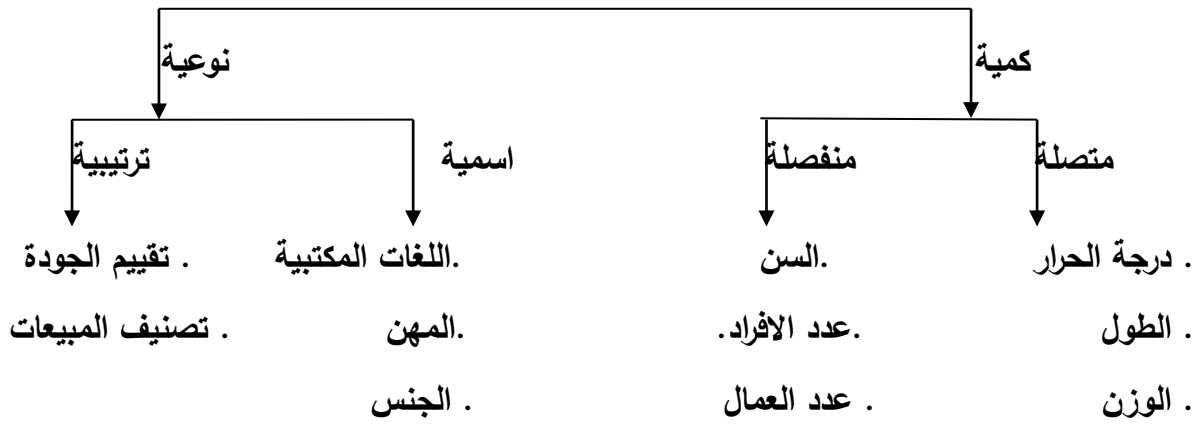 كمية نوعية
متصلة منفصلة اسمية ترتيبية
. درجة الحرار .السن .اللغات المكتبية . تقييم الجودة
. الطول .عدد الافراد. .المهن . تصنيف المبيعات
. الوزن . عدد العمال . الجنس